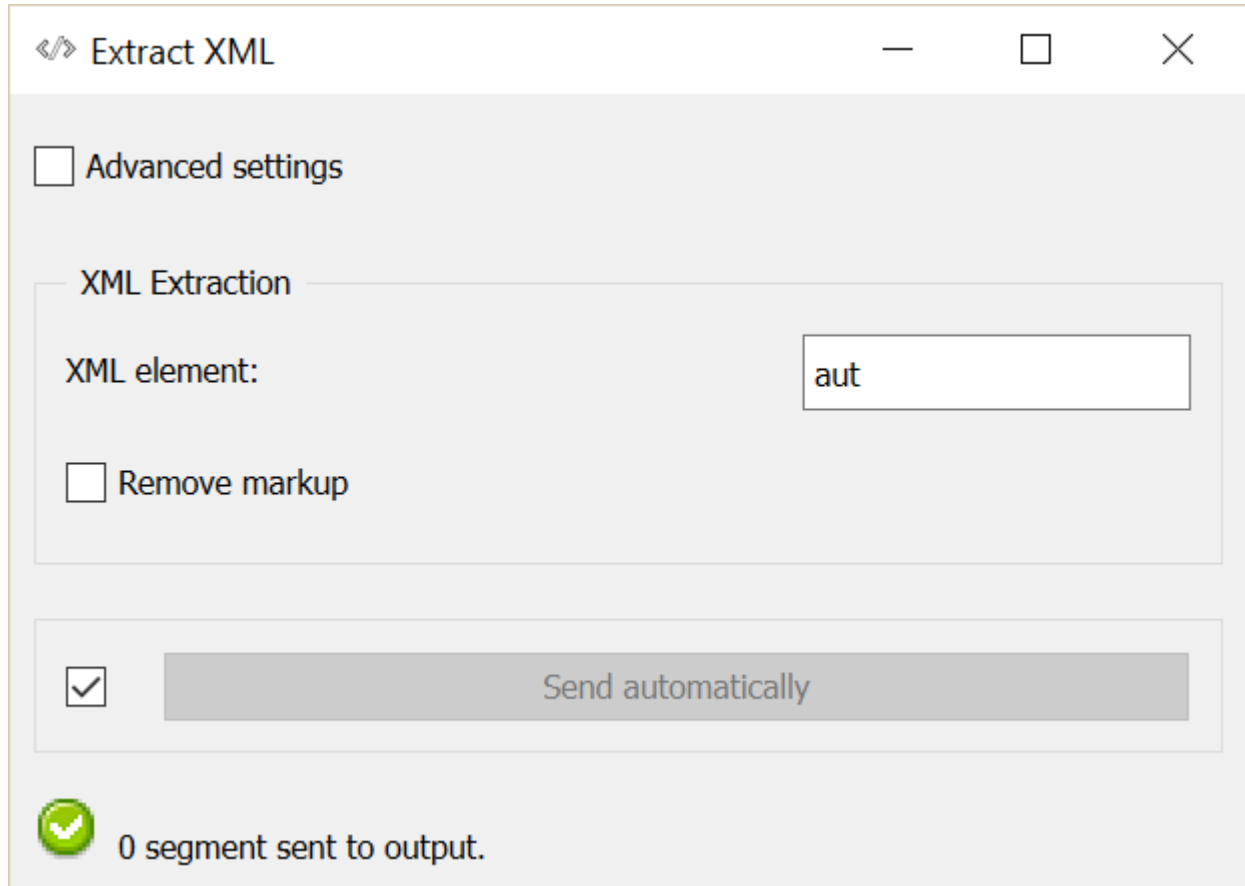 Extract XML
Advanced settings
XML Extraction
XML element: aut
Remove markup
Send automatically
0 segment sent to output.